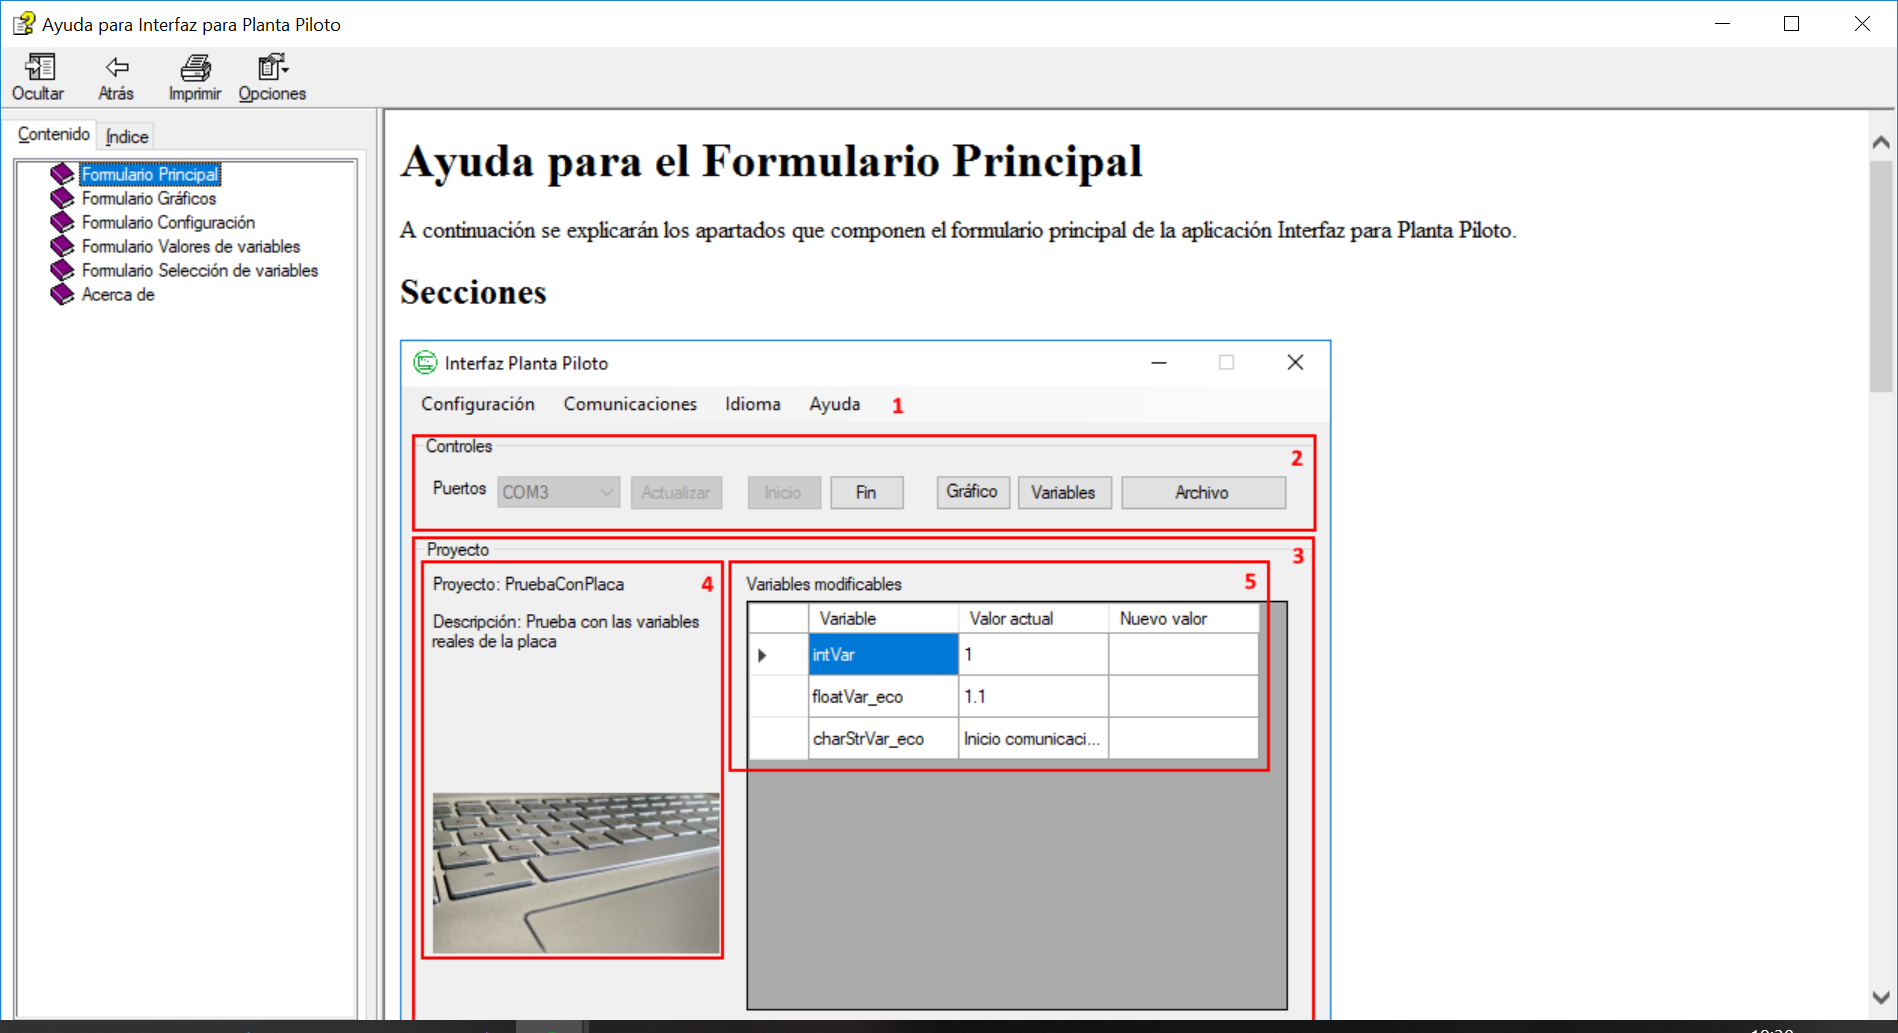 Ayuda para Interfaz para Planta Piloto
Ocultar Atrás Imprimir Opciones
Contenido Índice
Formulario Principal
Formulario Gráficos
Formulario Configuración
Formulario Valores de variables
Formulario Selección de variables
Acerca de
Ayuda para el Formulario Principal
A continuación se explicarán los apartados que componen el formulario principal de la aplicación Interfaz para Planta Piloto.
Secciones
Interfaz Planta Piloto
Configuración Comunicaciones Idioma Ayuda 1
Controles
2
Puertos COM3 Actualizar Inicio Fin Gráfico Variables Archivo
Proyecto
3
Proyecto: PruebaConPlaca 4
Descripción: Prueba con las variables
reales de la placa
Variables modificables 5
Variable Valor actual Nuevo valor
intVar 1
floatVar_eco 1.1
charStrVar_eco Inicio comunicaci...